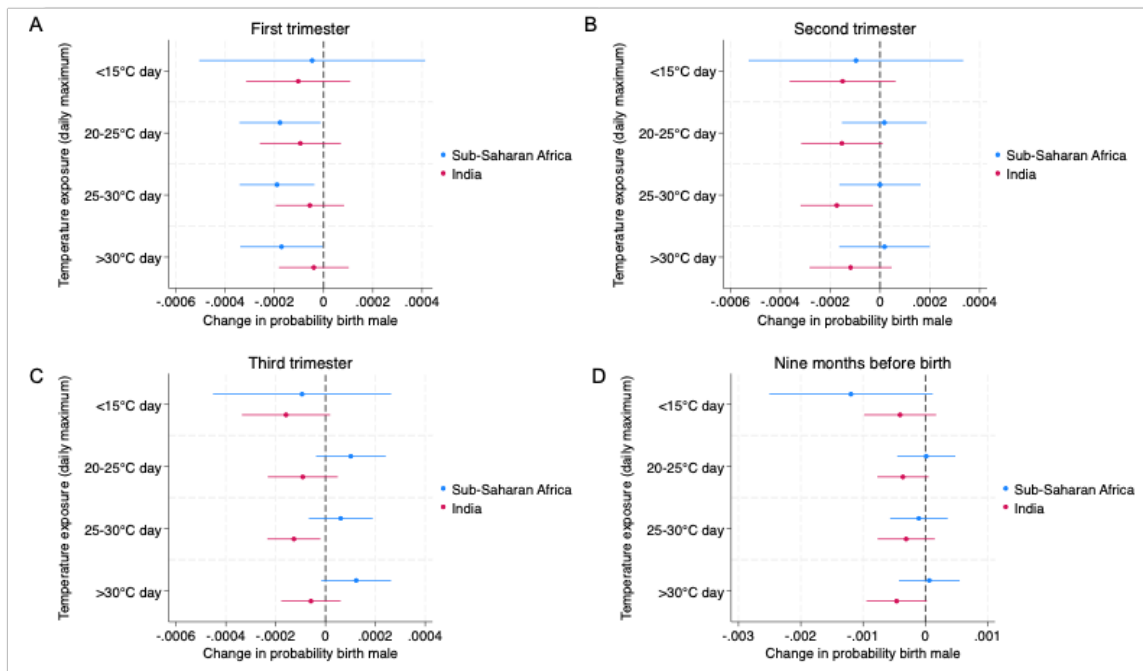 A
First trimester
Temperature exposure (daily maximum)
<15°C day
20-25°C day
25-30°C day
>30°C day
-.0006 -.0004 -.0002 0 .0002 .0004
Change in probability birth male
Sub-Saharan Africa
India
B
Second trimester
Temperature exposure (daily maximum)
<15°C day
20-25°C day
25-30°C day
>30°C day
-.0006 -.0004 -.0002 0 .0002 .0004
Change in probability birth male
Sub-Saharan Africa
India
C
Third trimester
Temperature exposure (daily maximum)
<15°C day
20-25°C day
25-30°C day
>30°C day
-.0006 -.0004 -.0002 0 .0002 .0004
Change in probability birth male
Sub-Saharan Africa
India
D
Nine months before birth
Temperature exposure (daily maximum)
<15°C day
20-25°C day
25-30°C day
>30°C day
-.003 -.002 -.001 0 .001
Change in probability birth male
Sub-Saharan Africa
India